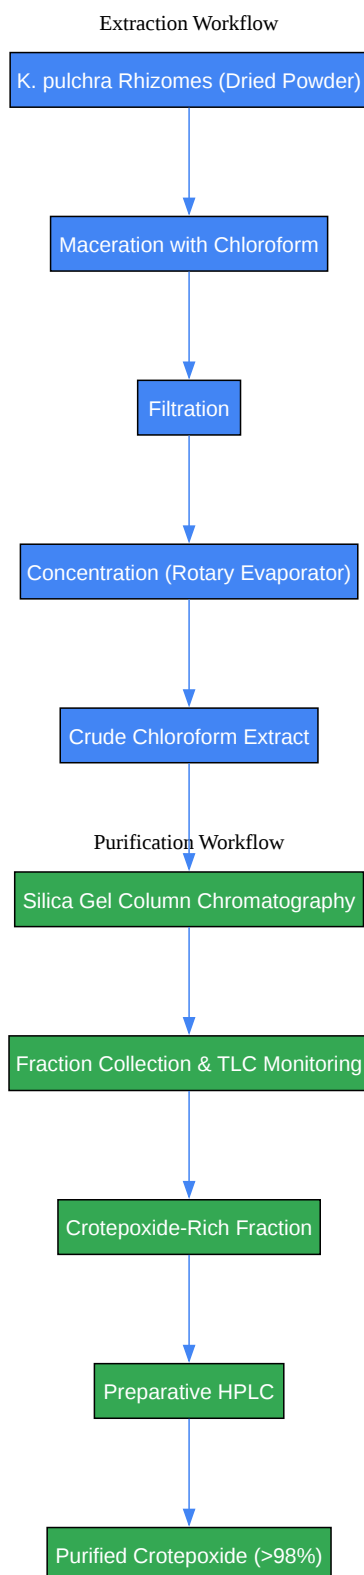 Extraction Workflow
K. pulchra Rhizomes (Dried Powder)
Maceration with Chloroform
Filtration
Concentration (Rotary Evaporator)
Crude Chloroform Extract
Purification Workflow
Silica Gel Column Chromatography
Fraction Collection & TLC Monitoring
Crotepoxide-Rich Fraction
Preparative HPLC
Purified Crotepoxide (>98%)